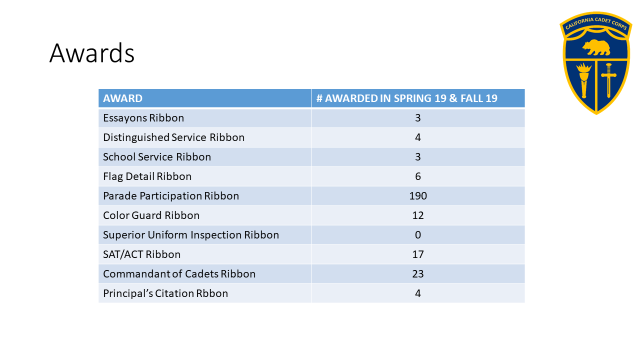 CALIFORNIA CADET CORPS
Awards
AWARD # AWARDED IN SPRING 19 & FALL 19
Essayons Ribbon 3
Distinguished Service Ribbon 4
School Service Ribbon 3
Flag Detail Ribbon 6
Parade Participation Ribbon 190
Color Guard Ribbon 12
Superior Uniform Inspection Ribbon 0
SAT/ACT Ribbon 17
Commandant of Cadets Ribbon 23
Principal's Citation Rbbon 4